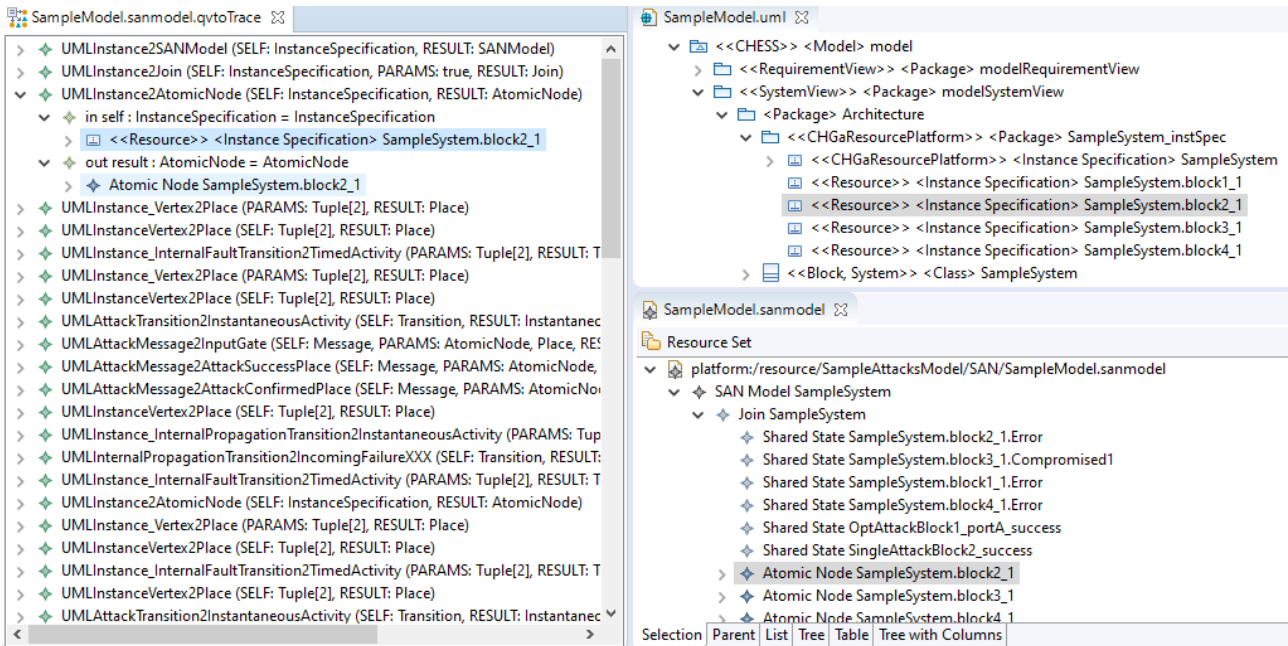 SampleModel.sanmodel.qvtoTrace
UMLInstance2SANModel (SELF: InstanceSpecification, RESULT: SANModel)
UMLInstance2Join (SELF: InstanceSpecification, PARAMS: true, RESULT: Join)
UMLInstance2AtomicNode (SELF: InstanceSpecification, RESULT: AtomicNode)
in self : InstanceSpecification = InstanceSpecification
<<Resource>> <Instance Specification> SampleSystem.block2_1
out result : AtomicNode = AtomicNode
Atomic Node SampleSystem.block2_1
UMLInstance_Vertex2Place (PARAMS: Tuple[2], RESULT: Place)
UMLInstanceVertex2Place (SELF: Tuple[2], RESULT: Place)
UMLInstance_InternalFaultTransition2TimedActivity (PARAMS: Tuple[2], RESULT: T
UMLInstance_Vertex2Place (PARAMS: Tuple[2], RESULT: Place)
UMLInstanceVertex2Place (SELF: Tuple[2], RESULT: Place)
UMLAttackTransition2InstantaneousActivity (SELF: Transition, RESULT: Instantanec
UMLAttackMessage2InputGate (SELF: Message, PARAMS: AtomicNode, Place, RES
UMLAttackMessage2AttackSuccessPlace (SELF: Message, PARAMS: AtomicNode,
UMLAttackMessage2AttackConfirmedPlace (SELF: Message, PARAMS: AtomicNo
UMLInstanceVertex2Place (SELF: Tuple[2], RESULT: Place)
UMLInstance_InternalPropagationTransition2InstantaneousActivity (PARAMS: Tup
UMLInternalPropagationTransition2IncomingFailureXXX (SELF: Transition, RESULT:
UMLInstance_InternalFaultTransition2TimedActivity (PARAMS: Tuple[2], RESULT: T
UMLInstance2AtomicNode (SELF: InstanceSpecification, RESULT: AtomicNode)
UMLInstance_Vertex2Place (PARAMS: Tuple[2], RESULT: Place)
UMLInstanceVertex2Place (SELF: Tuple[2], RESULT: Place)
UMLInstance_InternalFaultTransition2TimedActivity (PARAMS: Tuple[2], RESULT: T
UMLInstanceVertex2Place (SELF: Tuple[2], RESULT: Place)
UMLAttackTransition2InstantaneousActivity (SELF: Transition, RESULT: Instantanec
SampleModel.uml
<<CHESS>> <Model> model
<<RequirementView>> <Package> modelRequirementView
<<SystemView>> <Package> modelSystemView
<Package> Architecture
<<CHGaResourcePlatform>> <Package> SampleSystem_instSpec
<<CHGaResourcePlatform>> <Instance Specification> SampleSystem
<<Resource>> <Instance Specification> SampleSystem.block1_1
<<Resource>> <Instance Specification> SampleSystem.block2_1
<<Resource>> <Instance Specification> SampleSystem.block3_1
<<Resource>> <Instance Specification> SampleSystem.block4_1
<<Block, System>> <Class> SampleSystem
SampleModel.sanmodel
Resource Set
platform:/resource/SampleAttacksModel/SAN/SampleModel.sanmodel
SAN Model SampleSystem
Join SampleSystem
Shared State SampleSystem.block2_1.Error
Shared State SampleSystem.block3_1.Compromised1
Shared State SampleSystem.block1_1.Error
Shared State SampleSystem.block4_1.Error
Shared State OptAttackBlock1_portA_success
Shared State SingleAttackBlock2_success
Atomic Node SampleSystem.block2_1
Atomic Node SampleSystem.block3_1
Atomic Node SampleSystem.block4_1
Selection Parent List Tree Table Tree with Columns